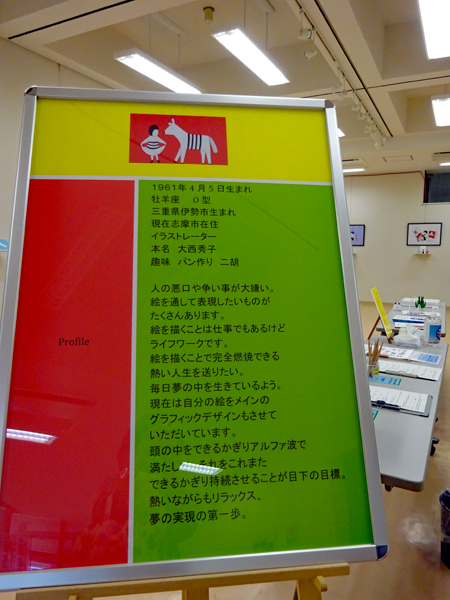 Profile
1961年4月5日生まれ
牡羊座　O型
三重県伊勢市生まれ
現在志摩市在住
イラストレーター
本名　大西秀子
趣味　パン作り　二胡
人の悪口や争い事が大嫌い。
絵を通して表現したいものが
たくさんあります。
絵を描くことは仕事でもあるけど
ライフワークです。
絵を描くことで完全燃焼できる
熱い人生を送りたい。
毎日夢の中を生きているよう。
現在は自分の絵をメインの
グラフィックデザインもさせて
いただいています。
頭の中をできるかぎりアルファ波で
満たし それをこれまた
できるかぎり持続させることが目下の目標。
熱いながらもリラックス、
夢の実現の第一歩。